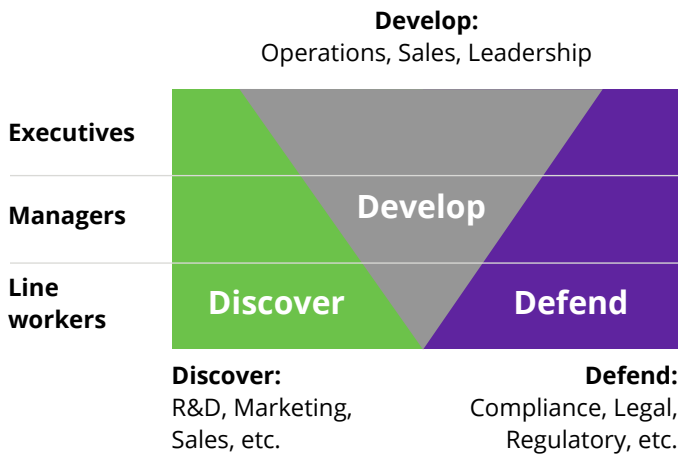 Develop:
Operations, Sales, Leadership
Executives
Managers
Develop
Line
workers
Discover
Defend
Discover:
R&D, Marketing,
Sales, etc.
Defend:
Compliance, Legal,
Regulatory, etc.